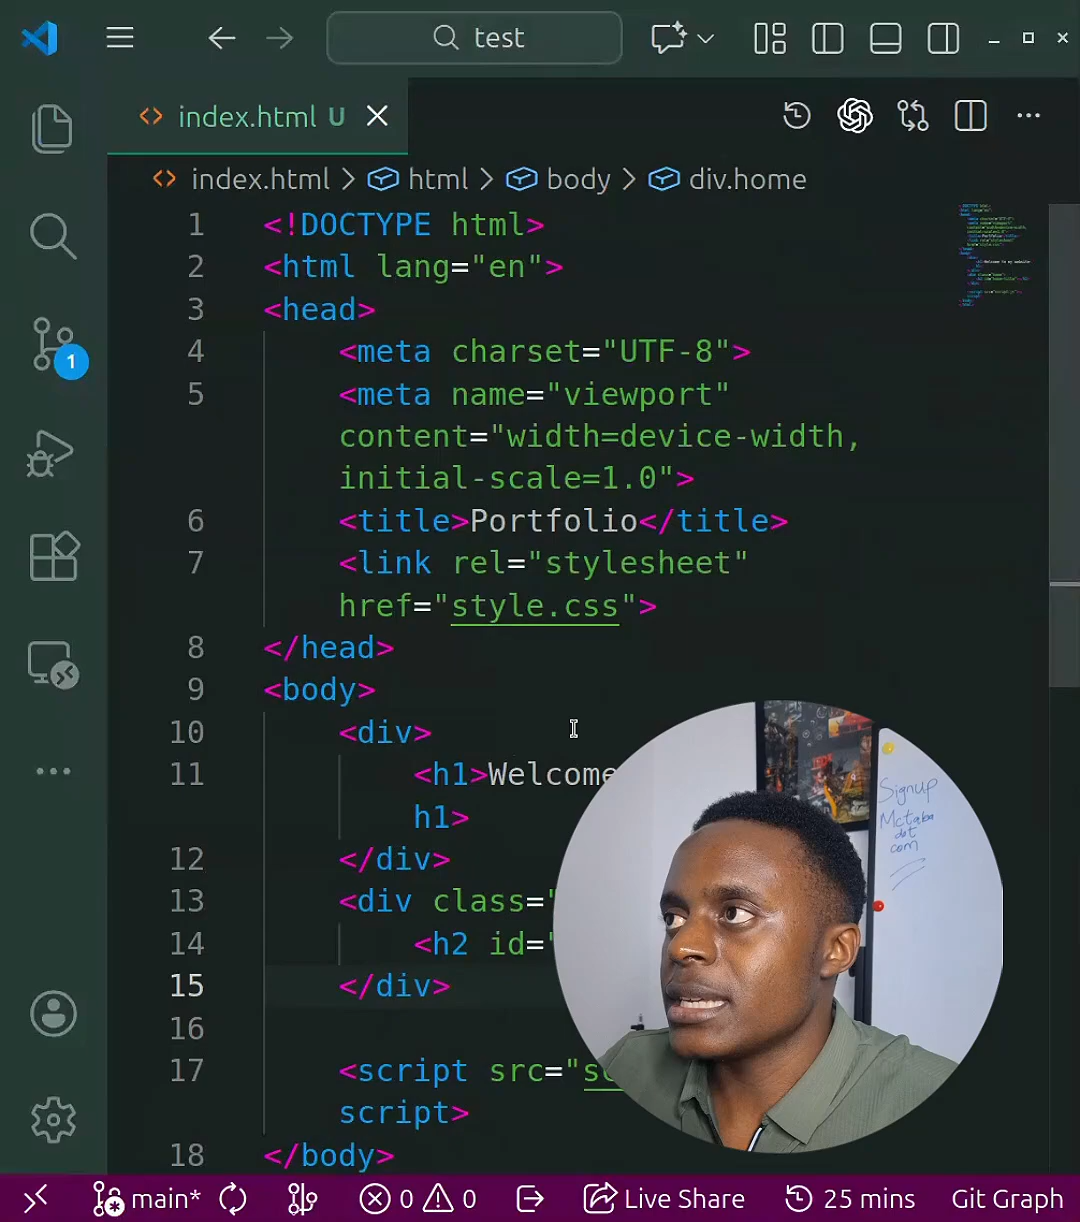 test
index.html U
index.html > html > body > div.home
1 <!DOCTYPE html>
2 <html lang="en">
3 <head>
4 <meta charset="UTF-8">
5 <meta name="viewport"
content="width=device-width,
initial-scale=1.0">
6 <title>Portfolio</title>
7 <link rel="stylesheet"
href="style.css">
8 </head>
9 <body>
10 <div>
11 <h1>Welcome
h1>
12 </div>
13 <div class="
14 <h2 id="
15 </div>
16
17 <script src="
script>
18 </body>
1
Signup
Mctaba
dot
com
main* 0 0 Live Share 25 mins Git Graph